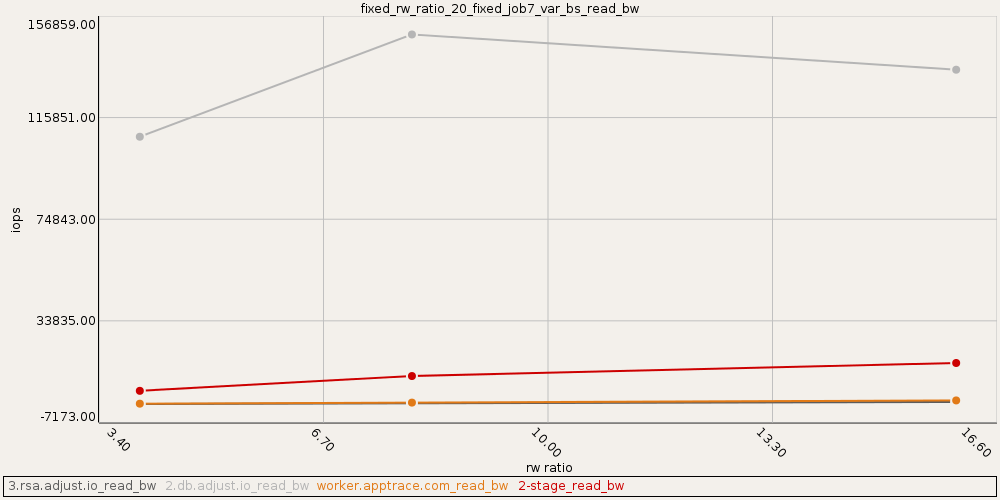 fixed_rw_ratio_20_fixed_job7_var_bs_read_bw
156859.00
115851.00
74843.00
33835.00
-7173.00
iops
3.40 6.70 10.00 13.30 16.60
rw ratio
3.rsa.adjust.io_read_bw 2.db.adjust.io_read_bw worker.apptrace.com_read_bw 2-stage_read_bw